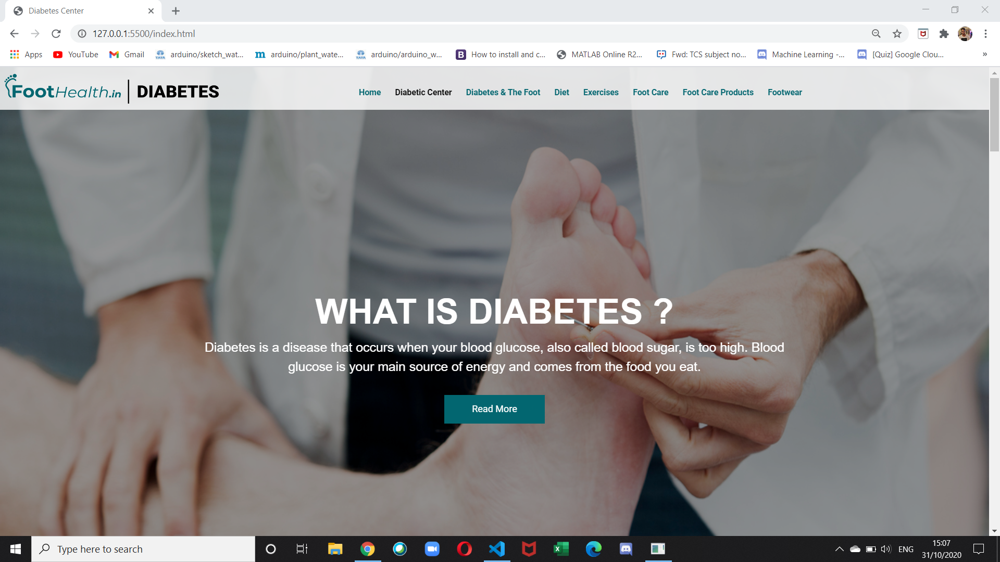 Diabetes Center
127.0.0.1:5500/index.html
Apps YouTube Gmail arduino/sketch_wat... arduino/plant_wate... arduino/arduino_w... How to install and c... MATLAB Online R2... Fwd: TCS subject no... Machine Learning -... [Quiz] Google Clou... »
FootHealth.in | DIABETES
Home Diabetic Center Diabetes & The Foot Diet Exercises Foot Care Foot Care Products Footwear
WHAT IS DIABETES ?
Diabetes is a disease that occurs when your blood glucose, also called blood sugar, is too high. Blood
glucose is your main source of energy and comes from the food you eat.
Read More
Type here to search
ENG
15:07
31/10/2020